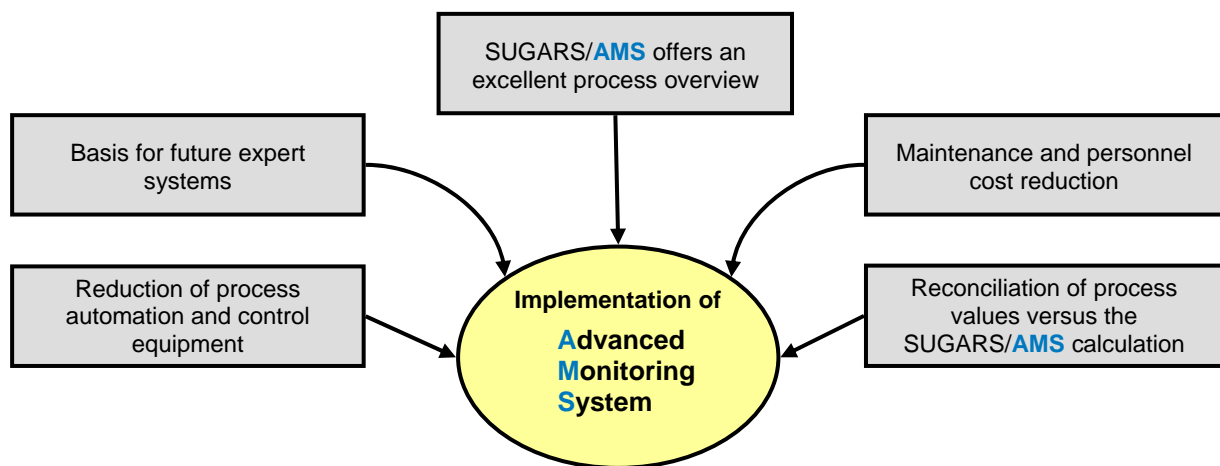 SUGARS/AMS offers an
excellent process overview
Basis for future expert
systems
Maintenance and personnel
cost reduction
Reduction of process
automation and control
equipment
Implementation of
Advanced
Monitoring
System
Reconciliation of process
values versus the
SUGARS/AMS calculation